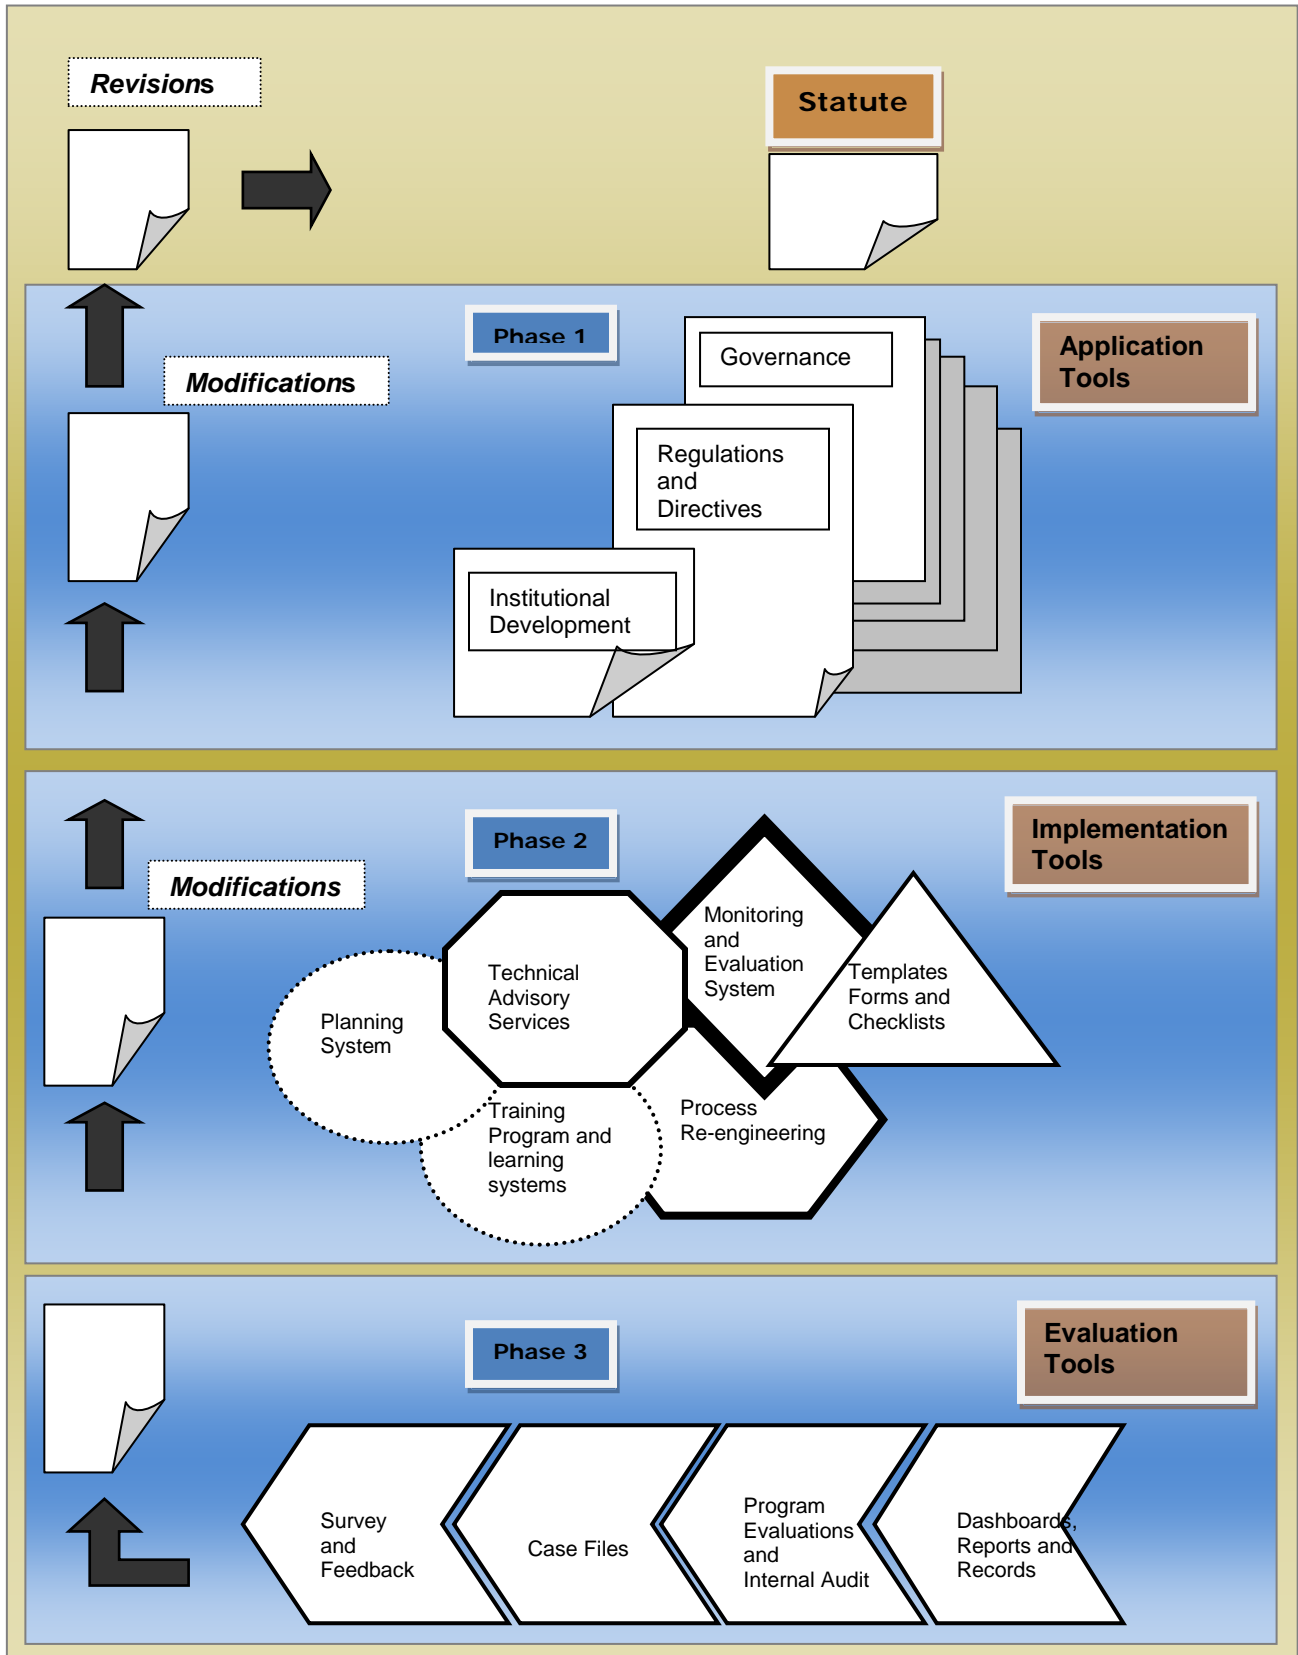 Revisions
Statute
Phase 1
Application
Tools
Modifications
Governance
Regulations
and
Directives
Institutional
Development
Phase 2
Implementation
Tools
Modifications
Monitoring
and
Evaluation
System
Technical
Advisory
Services
Templates
Forms and
Checklists
Planning
System
Training
Program and
learning
systems
Process
Re-engineering
Phase 3
Evaluation
Tools
Survey
and
Feedback
Case Files
Program
Evaluations
and
Internal Audit
Dashboards,
Reports and
Records